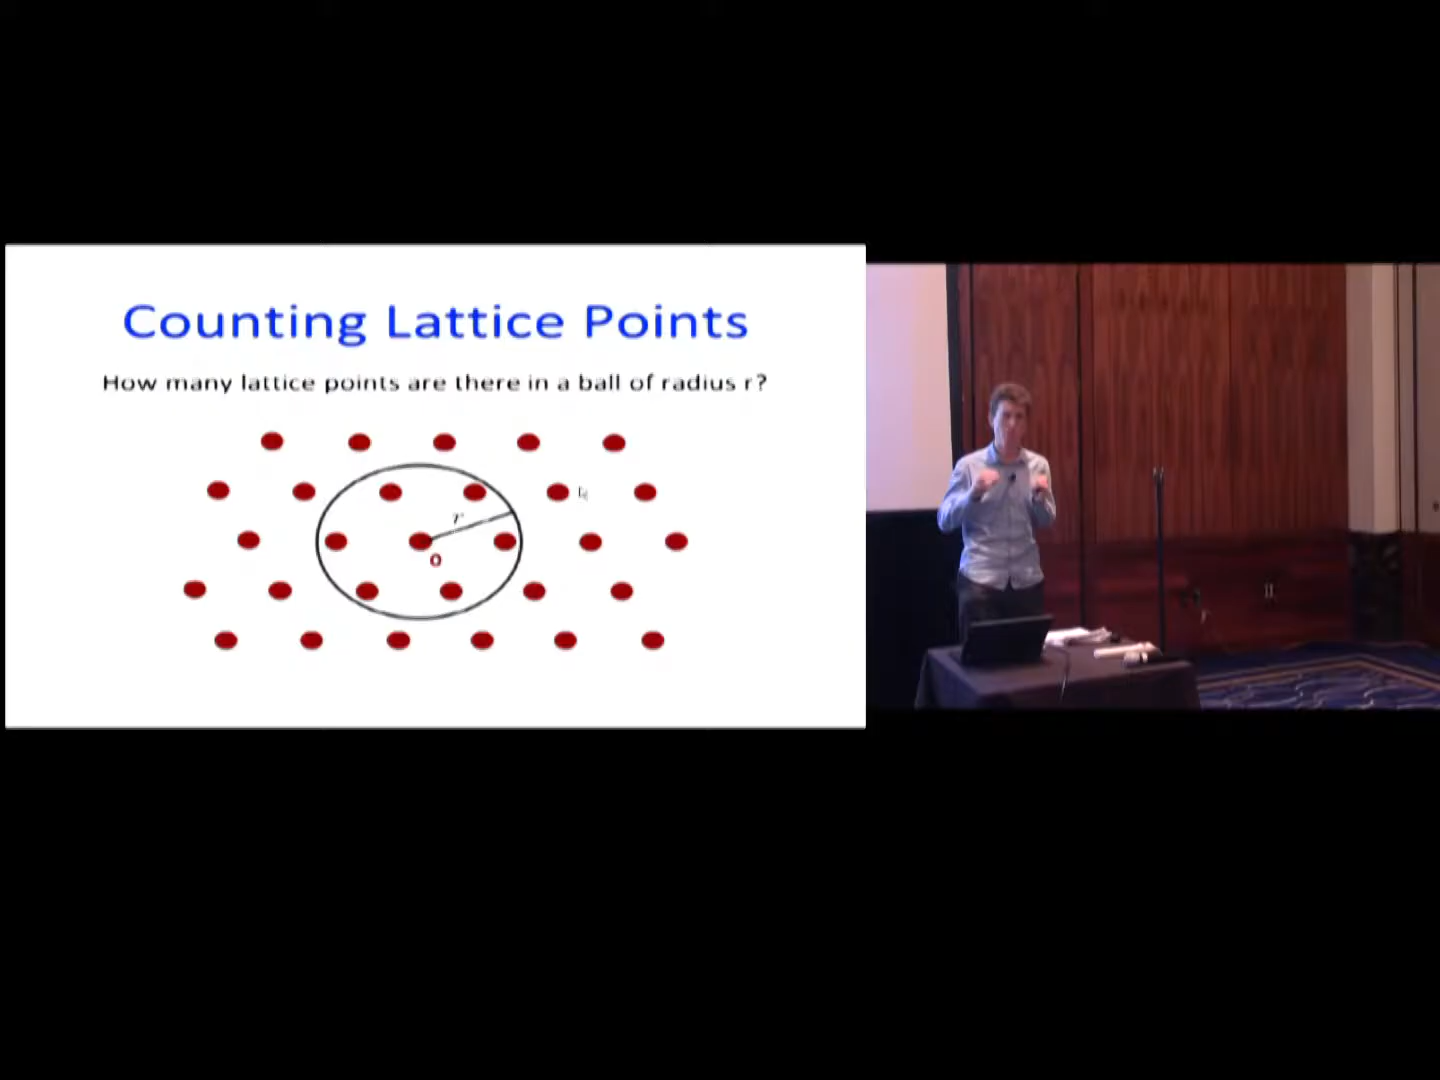 Counting Lattice Points
How many lattice points are there in a ball of radius r?
r
0